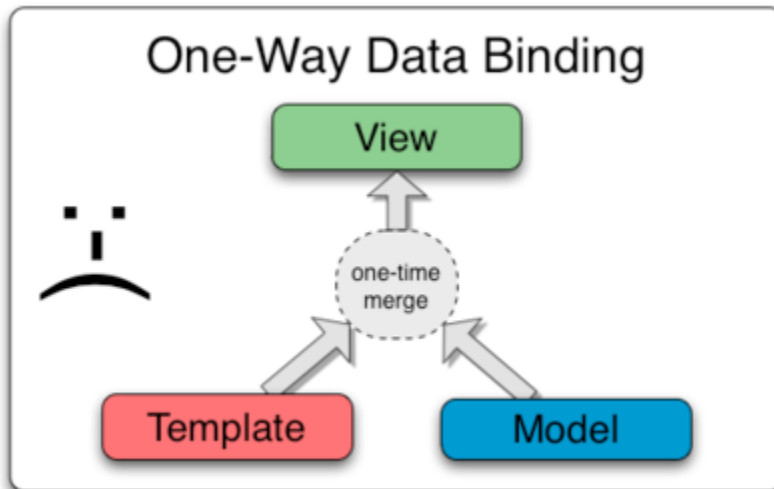 One-Way Data Binding
View
one-time
merge
Template
Model